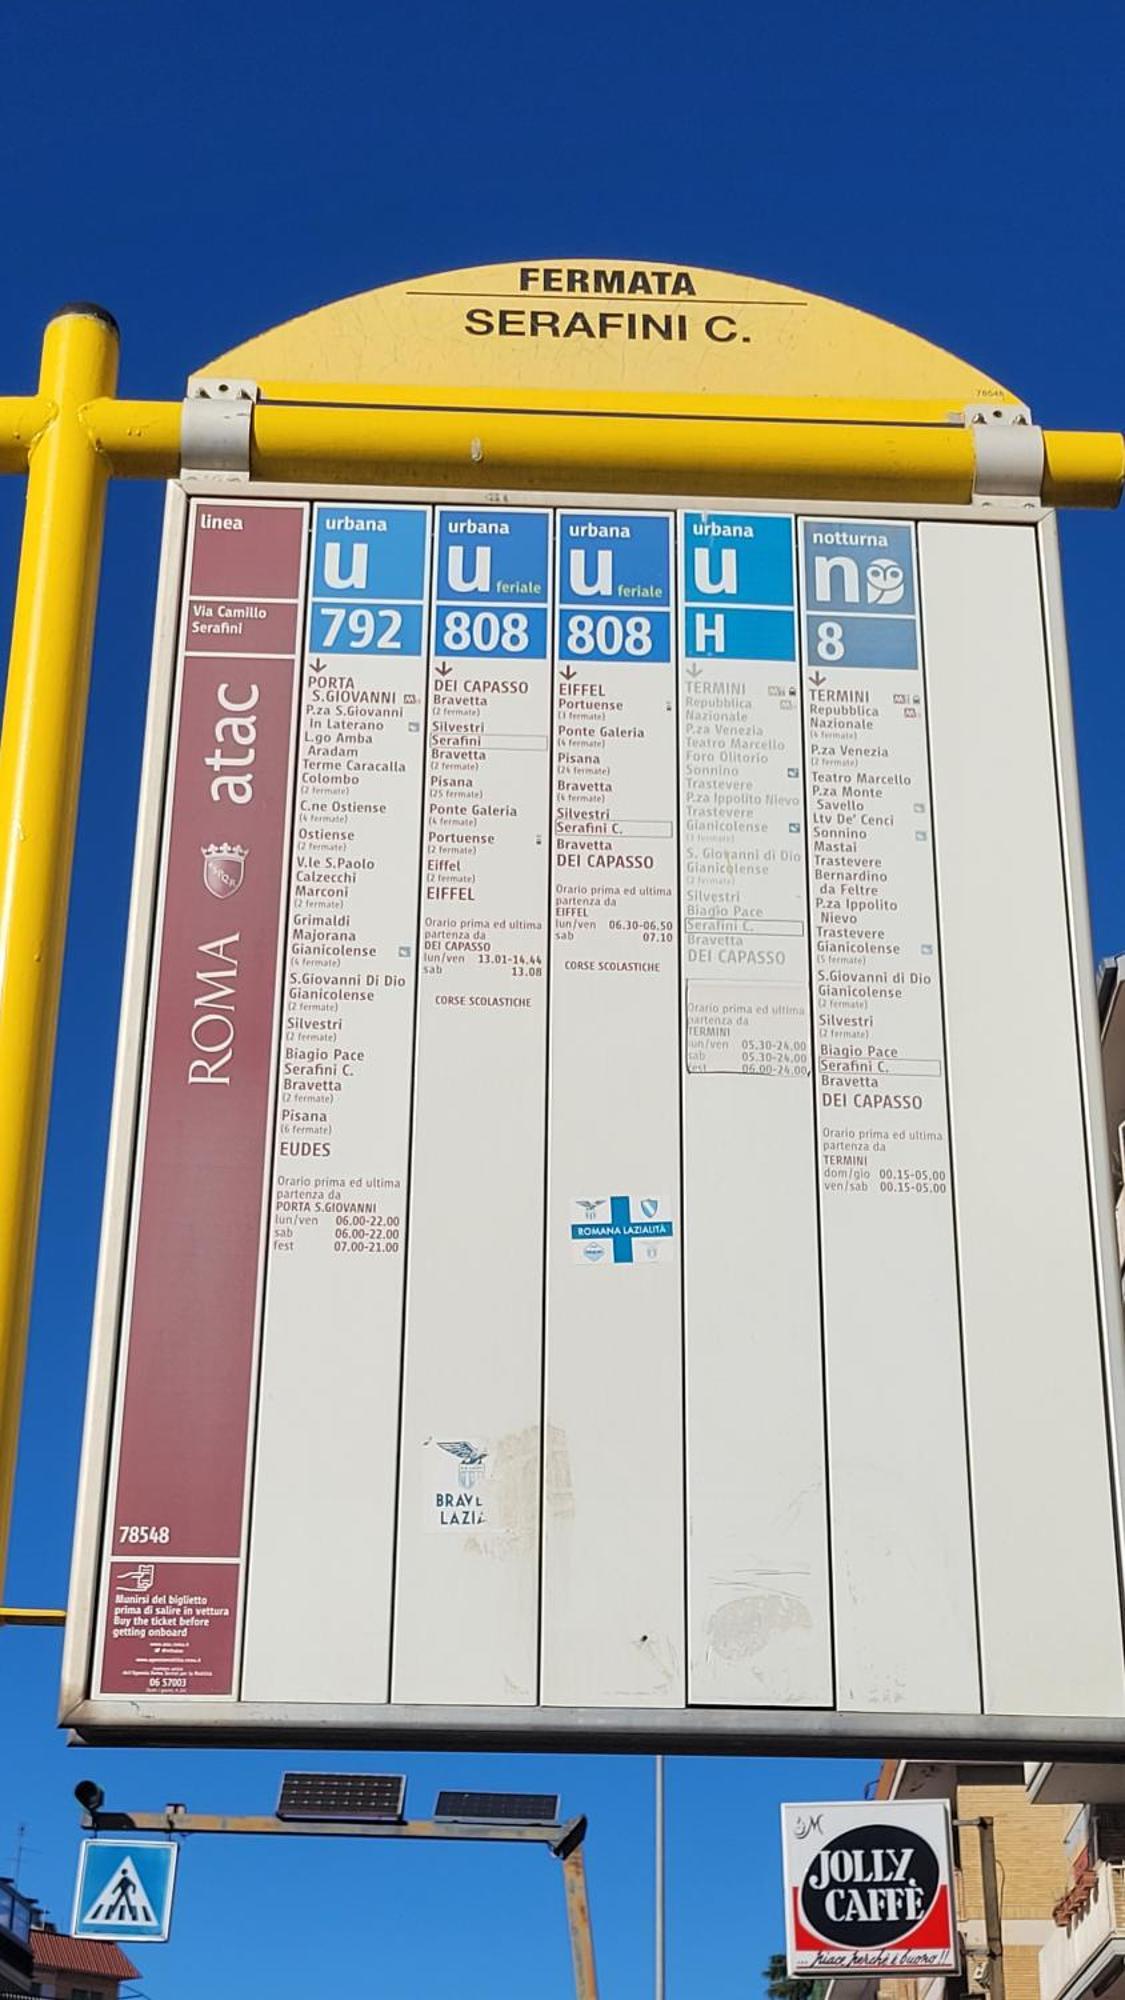 FERMATA
SERAFINI C.
78548
linea
Via Camillo
Serafini
atac
ROMA
SPQR
78548
Munirsi del biglietto
prima di salire in vettura
Buy the ticket before
getting onboard
06 57003
urbana
u
792
PORTA
S.GIOVANNI
P.za S.Giovanni
In Laterano
L.go Amba
Aradam
Terme Caracalla
Colombo
(2 fermate)
C.ne Ostiense
(4 fermate)
Ostiense
(2 fermate)
V.le S.Paolo
Calzecchi
Marconi
(2 fermate)
Grimaldi
Majorana
Gianicolense
(4 fermate)
S.Giovanni Di Dio
Gianicolense
(2 fermate)
Silvestri
(2 fermate)
Biagio Pace
Serafini C.
Bravetta
(2 fermate)
Pisana
(6 fermate)
EUDES
Orario prima ed ultima
partenza da
PORTA S.GIOVANNI
lun/ven 06.00-22.00
sab 06.00-22.00
fest 07.00-21.00
urbana
u feriale
808
DEI CAPASSO
Bravetta
(2 fermate)
Silvestri
Serafini
Bravetta
(2 fermate)
Pisana
(25 fermate)
Ponte Galeria
(4 fermate)
Portuense
(2 fermate)
Eiffel
(2 fermate)
EIFFEL
Orario prima ed ultima
partenza da
DEI CAPASSO
lun/ven 13.01-14.44
sab 13.08
CORSE SCOLASTICHE
BRAV
LAZI
urbana
u feriale
808
EIFFEL
Portuense
(3 fermate)
Ponte Galeria
(4 fermate)
Pisana
(24 fermate)
Bravetta
(4 fermate)
Silvestri
Serafini C.
Bravetta
DEI CAPASSO
Orario prima ed ultima
partenza da
EIFFEL
lun/ven 06.30-06.50
sab 07.10
CORSE SCOLASTICHE
ROMANA LAZIALITÀ
urbana
u
H
TERMINI
Repubblica
Nazionale
P.za Venezia
Teatro Marcello
Foro Olitorio
Sonnino
Trastevere
P.za Ippolito Nievo
Trastevere
Gianicolense
S. Giovanni di Dio
Gianicolense
(2 fermate)
Silvestri
Biagio Pace
Serafini C.
Bravetta
DEI CAPASSO
Orario prima ed ultima
partenza da
TERMINI
lun/ven 05.30-24.00
sab 05.30-24.00
fest 06.00-24.00
notturna
n
8
TERMINI
Repubblica
Nazionale
(4 fermate)
P.za Venezia
(2 fermate)
Teatro Marcello
P.za Monte
Savello
Ltv De' Cenci
Sonnino
Mastai
Trastevere
Bernardino
da Feltre
P.za Ippolito
Nievo
Trastevere
Gianicolense
(5 fermate)
S.Giovanni di Dio
Gianicolense
(2 fermate)
Silvestri
(2 fermate)
Biagio Pace
Serafini C.
Bravetta
DEI CAPASSO
Orario prima ed ultima
partenza da
TERMINI
dom/gio 00.15-05.00
ven/sab 00.15-05.00
JOLLY
CAFFÈ
... piace perchè è buono!!